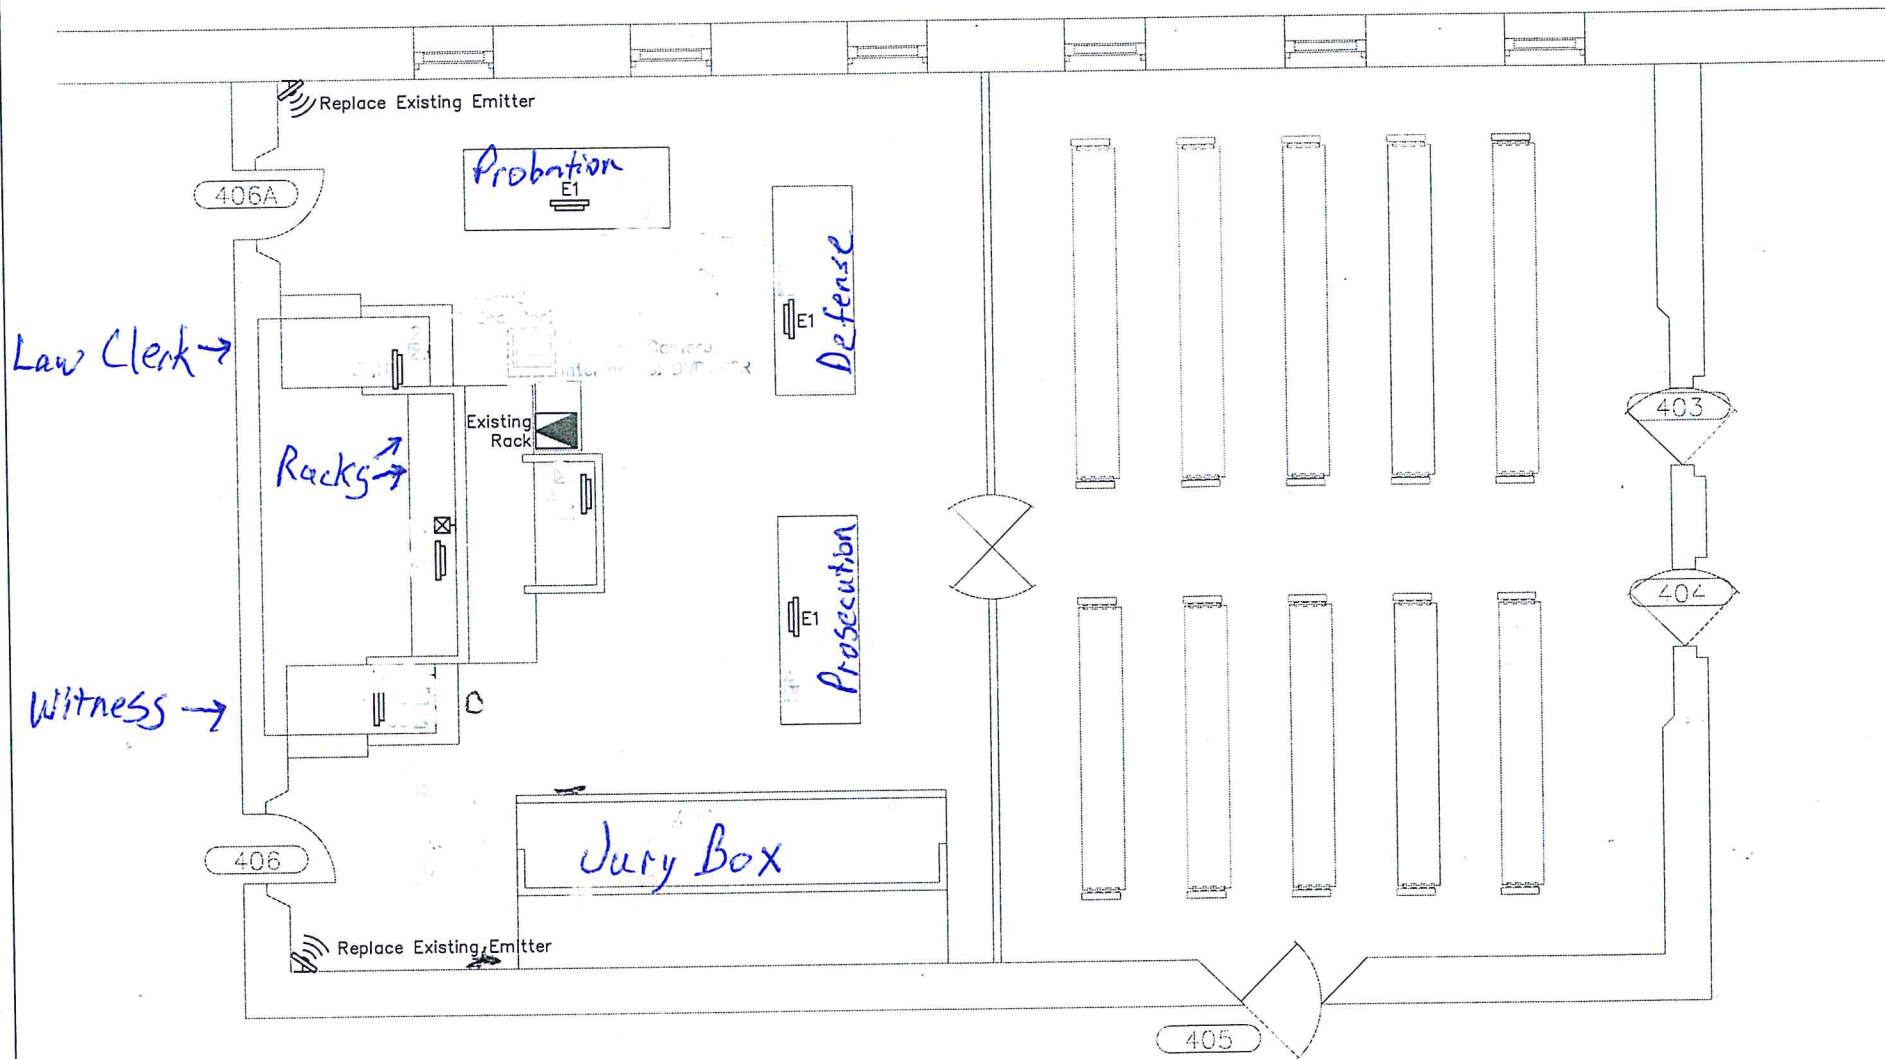 Replace Existing Emitter
406A
Probation
E1
Defense
E1
Law Clerk →
Existing
Rack
Racks
403
404
Prosecution
E1
Witness →
Jury Box
406
Replace Existing Emitter
405